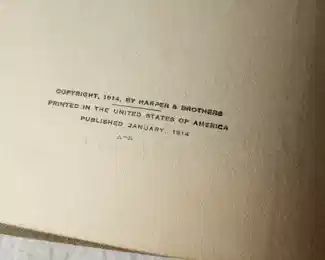 COPYRIGHT, 1914, BY HARPER & BROTHERS
PRINTED IN THE UNITED STATES OF AMERICA
PUBLISHED JANUARY, 1914